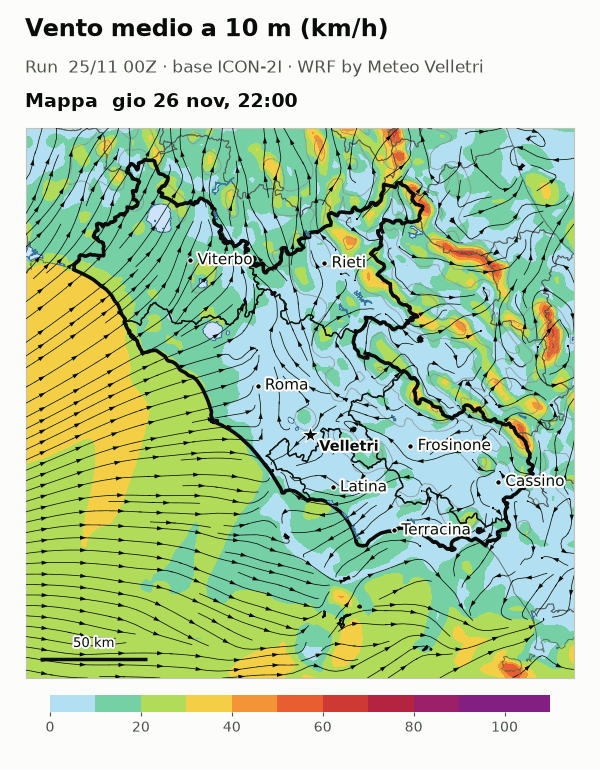 Vento medio a 10 m (km/h)
Run  25/11 00Z · base ICON-2I · WRF by Meteo Velletri
Mappa  gio 26 nov, 22:00
Viterbo
Rieti
Roma
Velletri
Frosinone
Cassino
Latina
Terracina
50 km
0 20 40 60 80 100